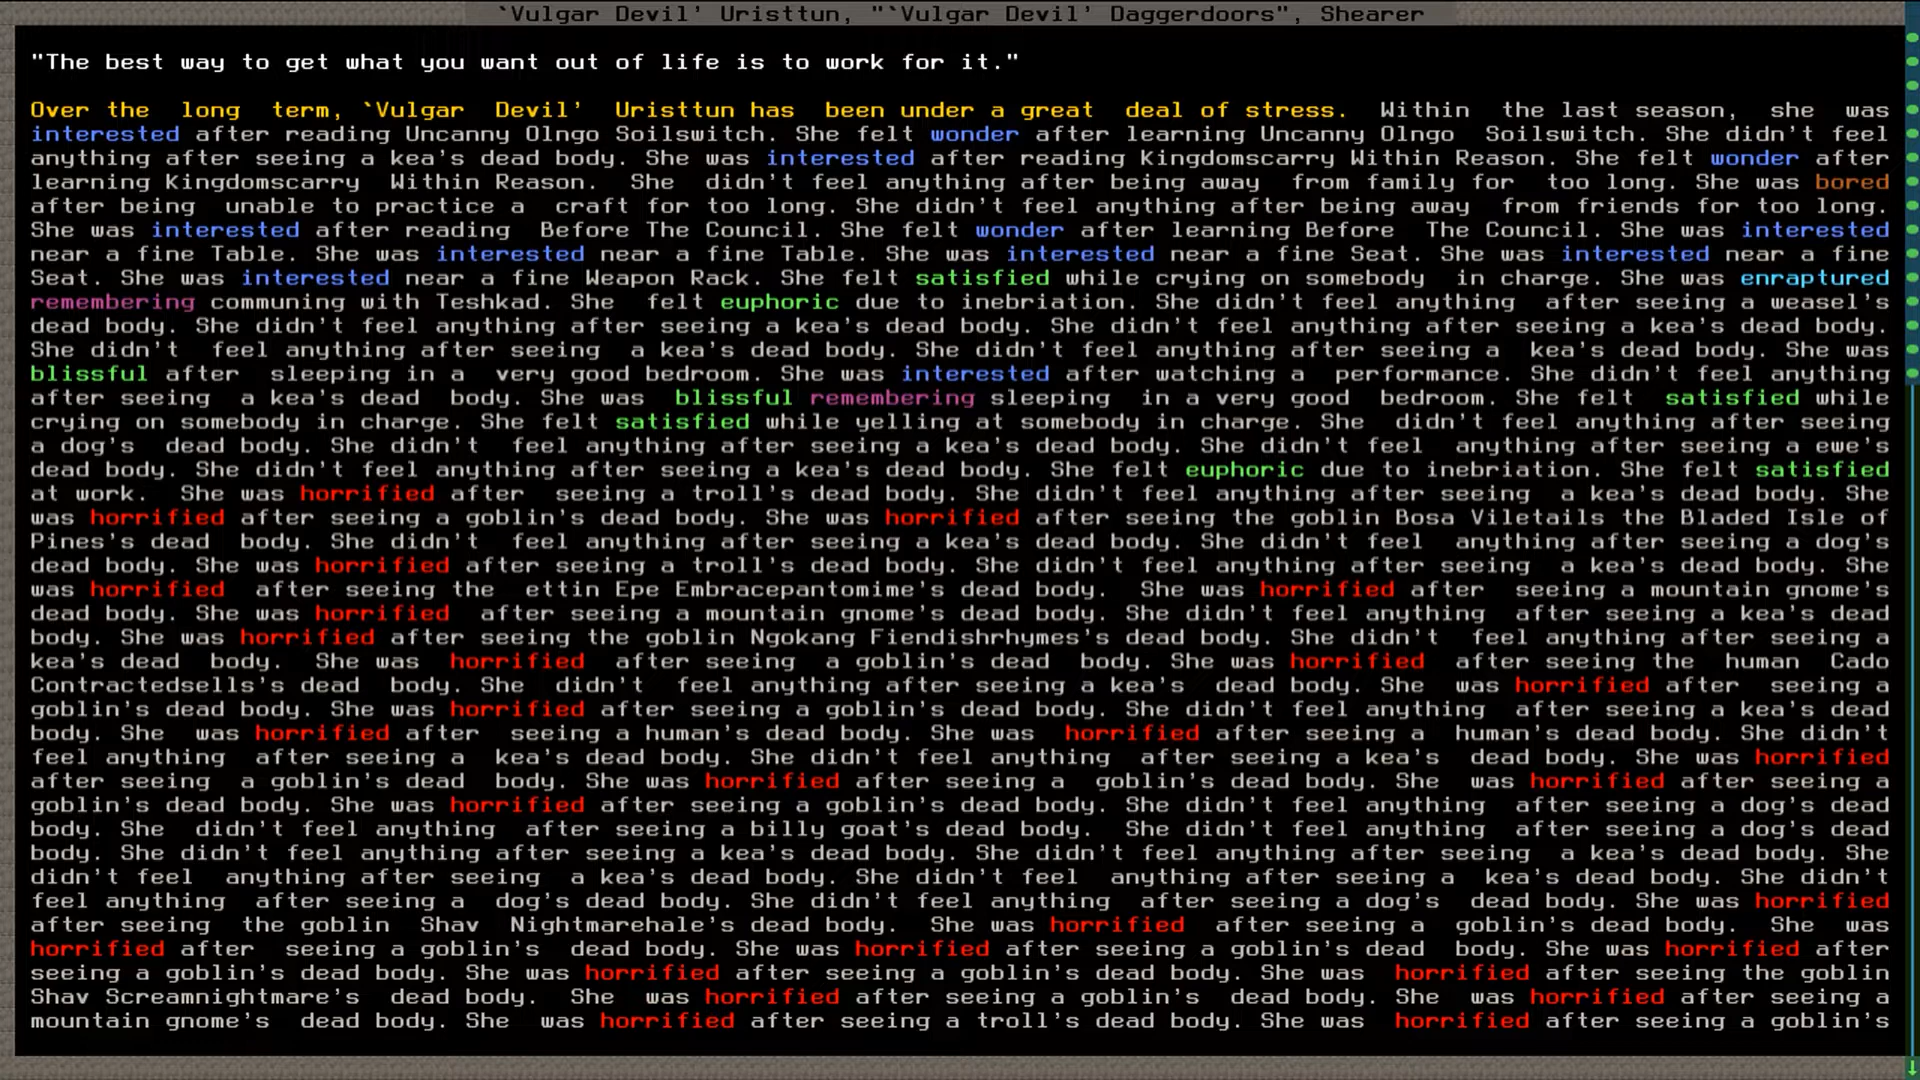 `Vulgar Devil' Uristtun, "`Vulgar Devil' Daggerdoors", Shearer
"The best way to get what you want out of life is to work for it."
Over the long term, `Vulgar Devil' Uristtun has been under a great deal of stress. Within the last season, she was
interested after reading Uncanny Olngo Soilswitch. She felt wonder after learning Uncanny Olngo Soilswitch. She didn't feel
anything after seeing a kea's dead body. She was interested after reading Kingdomscarry Within Reason. She felt wonder after
learning Kingdomscarry Within Reason. She didn't feel anything after being away from family for too long. She was bored
after being unable to practice a craft for too long. She didn't feel anything after being away from friends for too long.
She was interested after reading Before The Council. She felt wonder after learning Before The Council. She was interested
near a fine Table. She was interested near a fine Table. She was interested near a fine Seat. She was interested near a fine
Seat. She was interested near a fine Weapon Rack. She felt satisfied while crying on somebody in charge. She was enraptured
remembering communing with Teshkad. She felt euphoric due to inebriation. She didn't feel anything after seeing a weasel's
dead body. She didn't feel anything after seeing a kea's dead body. She didn't feel anything after seeing a kea's dead body.
She didn't feel anything after seeing a kea's dead body. She didn't feel anything after seeing a kea's dead body. She was
blissful after sleeping in a very good bedroom. She was interested after watching a performance. She didn't feel anything
after seeing a kea's dead body. She was blissful remembering sleeping in a very good bedroom. She felt satisfied while
crying on somebody in charge. She felt satisfied while yelling at somebody in charge. She didn't feel anything after seeing
a dog's dead body. She didn't feel anything after seeing a kea's dead body. She didn't feel anything after seeing a ewe's
dead body. She didn't feel anything after seeing a kea's dead body. She felt euphoric due to inebriation. She felt satisfied
at work. She was horrified after seeing a troll's dead body. She didn't feel anything after seeing a kea's dead body. She
was horrified after seeing a goblin's dead body. She was horrified after seeing the goblin Bosa Viletails the Bladed Isle of
Pines's dead body. She didn't feel anything after seeing a kea's dead body. She didn't feel anything after seeing a dog's
dead body. She was horrified after seeing a troll's dead body. She didn't feel anything after seeing a kea's dead body. She
was horrified after seeing the ettin Epe Embracepantomime's dead body. She was horrified after seeing a mountain gnome's
dead body. She was horrified after seeing a mountain gnome's dead body. She didn't feel anything after seeing a kea's dead
body. She was horrified after seeing the goblin Ngokang Fiendishrhymes's dead body. She didn't feel anything after seeing a
kea's dead body. She was horrified after seeing a goblin's dead body. She was horrified after seeing the human Cado
Contractedsells's dead body. She didn't feel anything after seeing a kea's dead body. She was horrified after seeing a
goblin's dead body. She was horrified after seeing a goblin's dead body. She didn't feel anything after seeing a kea's dead
body. She was horrified after seeing a human's dead body. She was horrified after seeing a human's dead body. She didn't
feel anything after seeing a kea's dead body. She didn't feel anything after seeing a kea's dead body. She was horrified
after seeing a goblin's dead body. She was horrified after seeing a goblin's dead body. She was horrified after seeing a
goblin's dead body. She was horrified after seeing a goblin's dead body. She didn't feel anything after seeing a dog's dead
body. She didn't feel anything after seeing a billy goat's dead body. She didn't feel anything after seeing a dog's dead
body. She didn't feel anything after seeing a kea's dead body. She didn't feel anything after seeing a kea's dead body. She
didn't feel anything after seeing a kea's dead body. She didn't feel anything after seeing a kea's dead body. She didn't
feel anything after seeing a dog's dead body. She didn't feel anything after seeing a dog's dead body. She was horrified
after seeing the goblin Shav Nightmarehale's dead body. She was horrified after seeing a goblin's dead body. She was
horrified after seeing a goblin's dead body. She was horrified after seeing a goblin's dead body. She was horrified after
seeing a goblin's dead body. She was horrified after seeing a goblin's dead body. She was horrified after seeing the goblin
Shav Screamnightmare's dead body. She was horrified after seeing a goblin's dead body. She was horrified after seeing a
mountain gnome's dead body. She was horrified after seeing a troll's dead body. She was horrified after seeing a goblin's